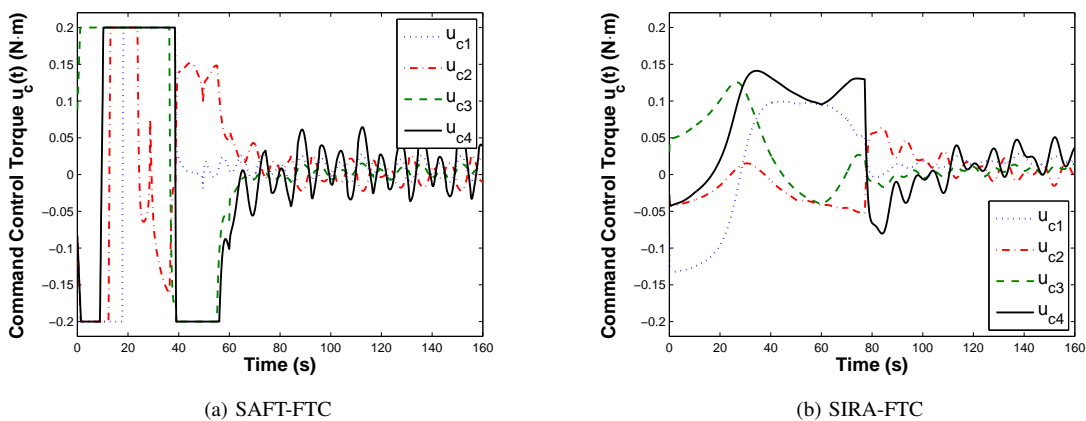 Command Control Torque u_c(t) (N·m)
0.2
0.15
0.1
0.05
0
−0.05
−0.1
−0.15
−0.2
0 20 40 60 80 100 120 140 160
Time (s)
u_c1
u_c2
u_c3
u_c4
(a) SAFT-FTC
Command Control Torque u_c(t) (N·m)
0.2
0.15
0.1
0.05
0
−0.05
−0.1
−0.15
−0.2
0 20 40 60 80 100 120 140 160
Time (s)
u_c1
u_c2
u_c3
u_c4
(b) SIRA-FTC